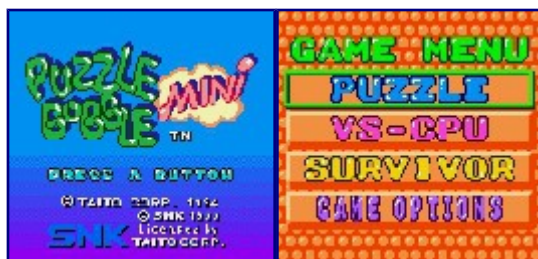 PUZZLE
BOBBLE
MINI
TM
PRESS A BUTTON
© TAITO CORP. 1994
© SNK 1999
SNK
Licensed by
TAITO CORP.
GAME MENU
PUZZLE
VS-CPU
SURVIVOR
GAME OPTIONS